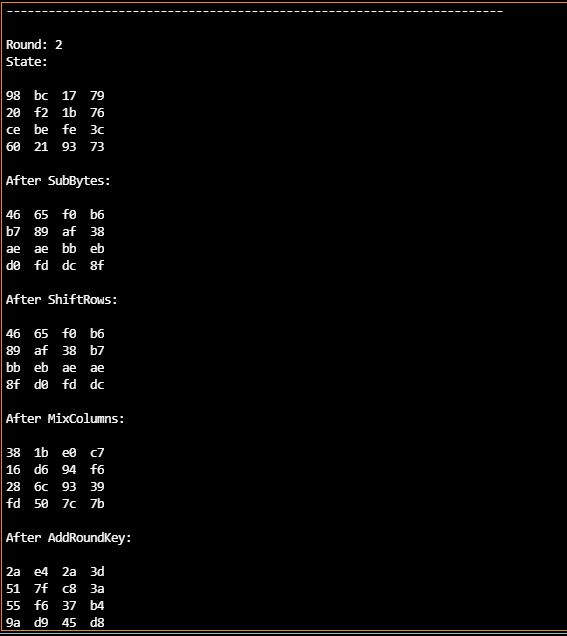 -----------------------------------------------------------------------
Round: 2
State:
98 bc 17 79
20 f2 1b 76
ce be fe 3c
60 21 93 73
After SubBytes:
46 65 f0 b6
b7 89 af 38
ae ae bb eb
d0 fd dc 8f
After ShiftRows:
46 65 f0 b6
89 af 38 b7
bb eb ae ae
8f d0 fd dc
After MixColumns:
38 1b e0 c7
16 d6 94 f6
28 6c 93 39
fd 50 7c 7b
After AddRoundKey:
2a e4 2a 3d
51 7f c8 3a
55 f6 37 b4
9a d9 45 d8